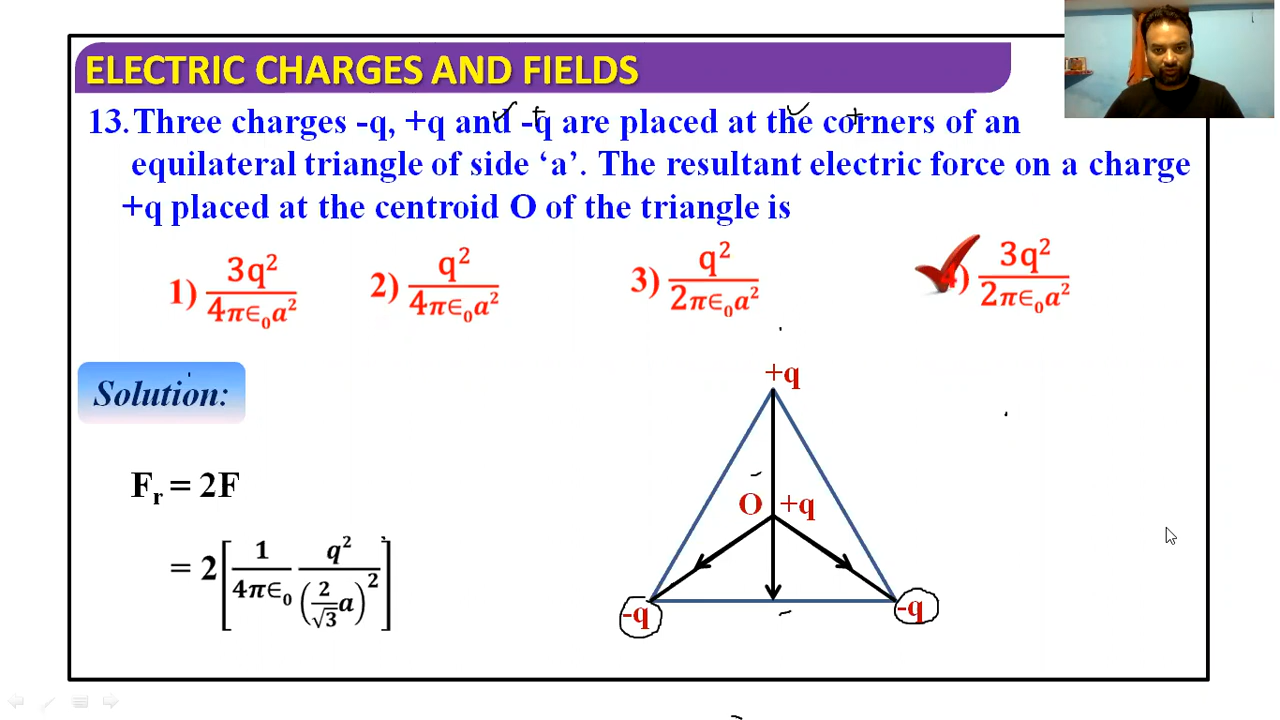 ELECTRIC CHARGES AND FIELDS
13. Three charges -q, +q and -q are placed at the corners of an
equilateral triangle of side ‘a’. The resultant electric force on a charge
+q placed at the centroid O of the triangle is
1) 3q²/4π∈₀a² 2) q²/4π∈₀a² 3) q²/2π∈₀a² 4) 3q²/2π∈₀a²
Solution:
+q
Fᵣ = 2F
O +q
= 2[1/4π∈₀ q²/(2/√3 a)²]
-q -q